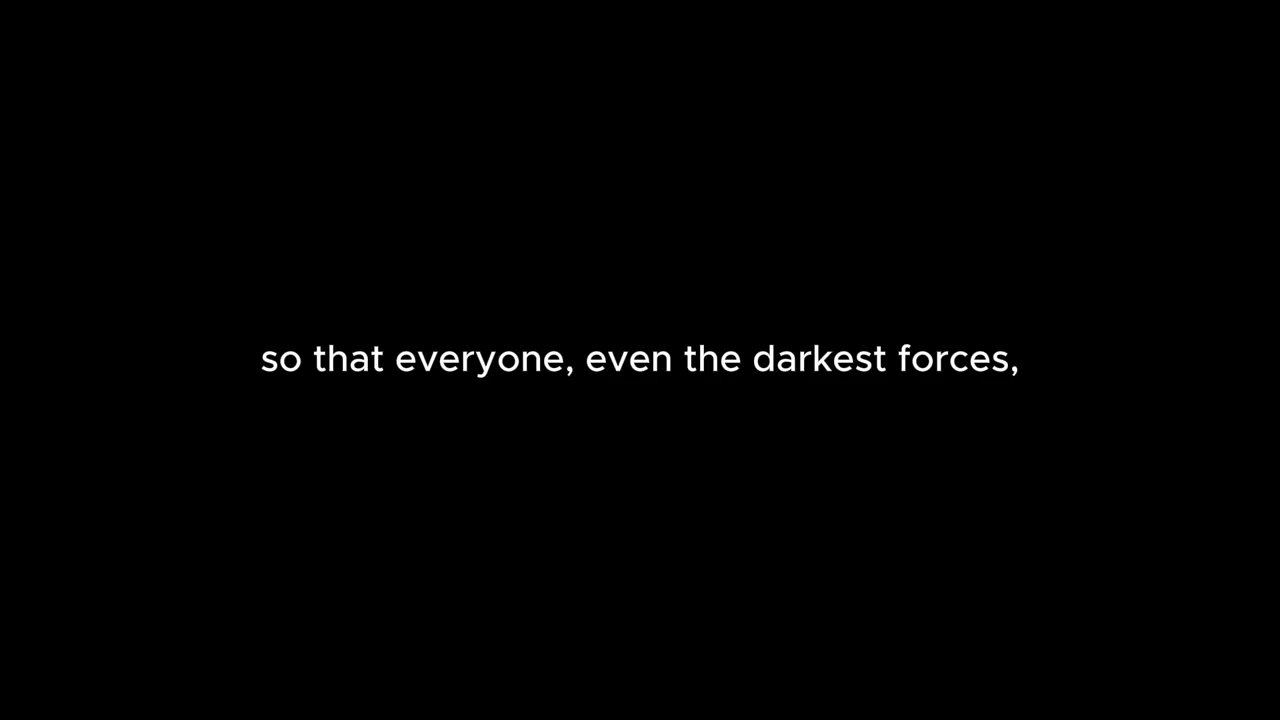 so that everyone, even the darkest forces,